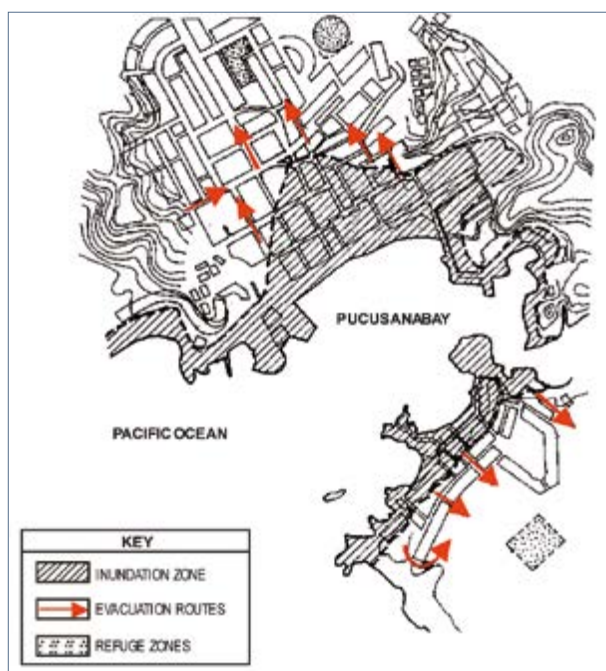 PUCUSANABAY
PACIFIC OCEAN
KEY
INUNDATION ZONE
EVACUATION ROUTES
REFUGE ZONES